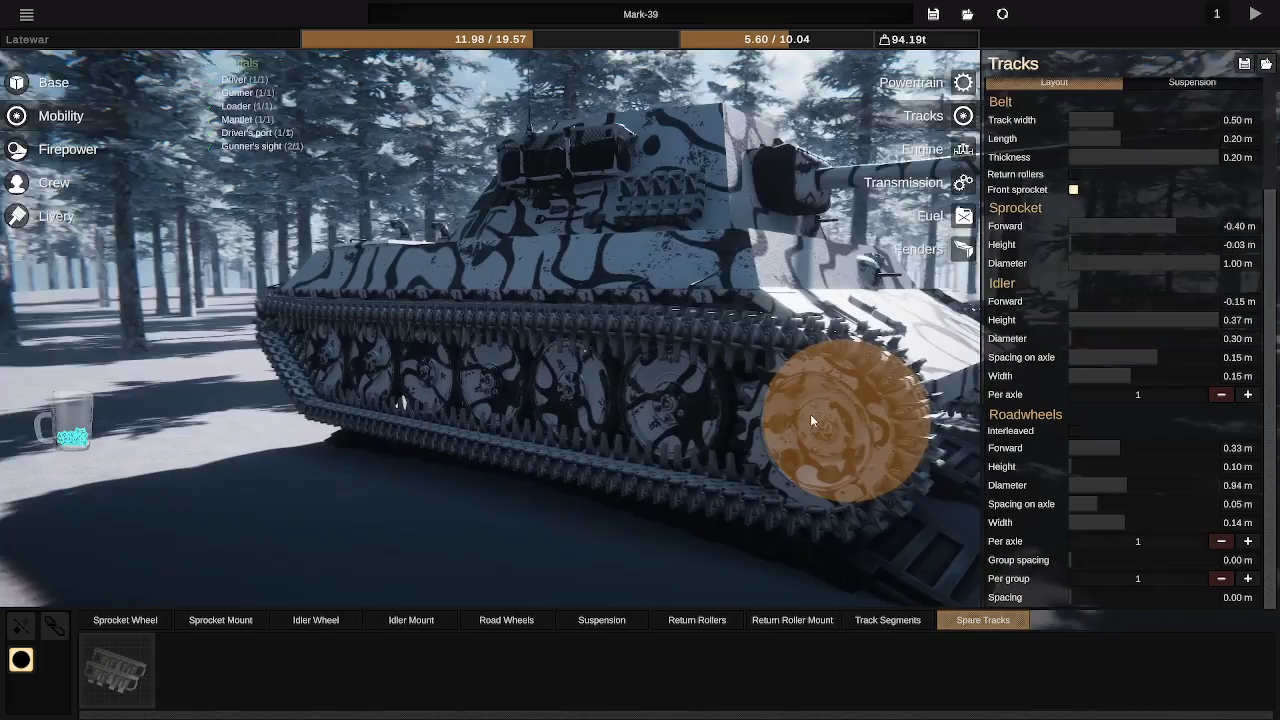 Mark-39
1
Latewar
11.98 / 19.57
5.60 / 10.04
94.19t
Base
Mobility
Firepower
Crew
Livery
Driver (1/1)
Gunner (1/1)
Loader (1/1)
Mantlet (1/1)
Driver's port (1/1)
Gunner's sight (2/1)
Powertrain
Tracks
Engine
Transmission
Fuel
Fenders
Tracks
Layout
Suspension
Belt
Track width 0.50 m
Length 0.20 m
Thickness 0.20 m
Return rollers
Front sprocket
Sprocket
Forward -0.40 m
Height -0.03 m
Diameter 1.00 m
Idler
Forward -0.15 m
Height 0.37 m
Diameter 0.30 m
Spacing on axle 0.15 m
Width 0.15 m
Per axle 1 − +
Roadwheels
Interleaved
Forward 0.33 m
Height 0.10 m
Diameter 0.94 m
Spacing on axle 0.05 m
Width 0.14 m
Per axle 1 − +
Group spacing 0.00 m
Per group 1 − +
Spacing 0.00 m
Sprocket Wheel
Sprocket Mount
Idler Wheel
Idler Mount
Road Wheels
Suspension
Return Rollers
Return Roller Mount
Track Segments
Spare Tracks